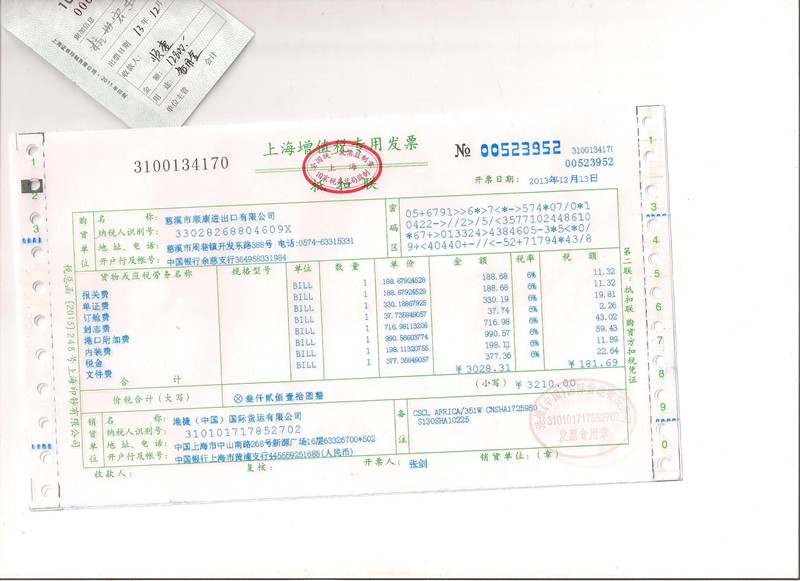 附加信息
出票日期 13年12月
收款人:
金额: 12300.-
用途: 备用金
单位主管 会计
上海增值税专用发票
抵扣联
全国统一发票监制章
上海
国家税务总局监制
3100134170
№ 00523952
3100134170
00523952
开票日期: 2013年12月13日
购货单位
名称: 慈溪市顺康进出口有限公司
纳税人识别号: 33028268804609X
地址、电话: 慈溪市周巷镇开发东路388号 电话:0574-63315331
开户行及帐号: 中国银行余慈支行364958331984
密码区
05+6791>>6*>7<*->574*07/0*1
0422->//2>/5/<3577102448610
*67+>013324>4384605-3*5<*0/
9+<40440+-//<-52+71794*43/8
货物或应税劳务名称 规格型号 单位 数量 单价 金额 税率 税额
报关费 BILL 1 188.67924528 188.68 6% 11.32
单证费 BILL 1 188.67924528 188.68 6% 11.32
订舱费 BILL 1 330.18867925 330.19 6% 19.81
封志费 BILL 1 37.735849057 37.74 6% 2.26
港口附加费 BILL 1 716.98113208 716.98 6% 43.02
内装费 BILL 1 990.56603774 990.57 6% 59.43
税金 BILL 1 198.11320755 198.11 6% 11.89
文件费 BILL 1 377.35849057 377.36 6% 22.64
合计 ￥3028.31 ￥181.69
价税合计(大写) ⊗叁仟贰佰壹拾圆整 (小写) ￥3210.00
销货单位
名称: 港捷(中国)国际货运有限公司
纳税人识别号: 310101717852702
地址、电话: 中国上海市中山南路268号新源广场16层63326700*502
开户行及帐号: 中国银行上海市黄浦支行445559251685(人民币)
备注
CSCL APRICA/351W CNSHA1725950
S130SHA10225
310101717852702
发票专用章
收款人: 复核: 开票人: 张剑 销货单位:(章)
第二联:抵扣联 购货方扣税凭证